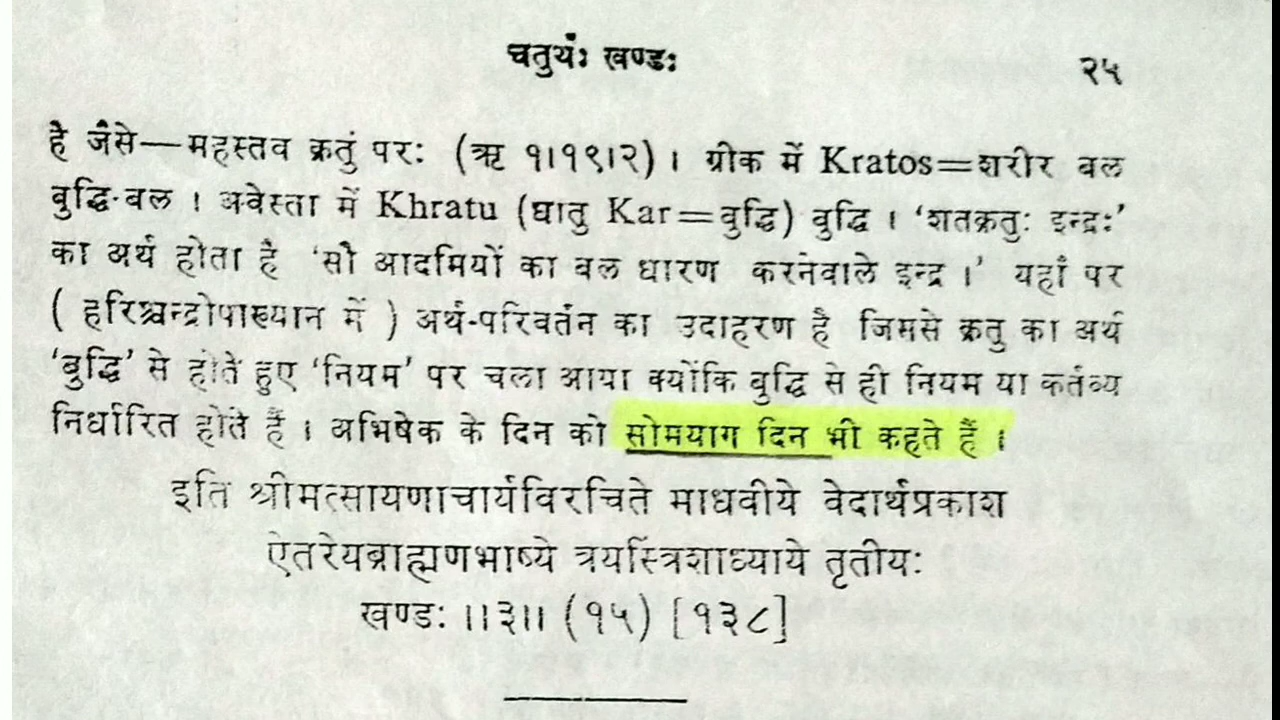 चतुर्थः खण्डः
२५
है जैसे—महस्तव क्रतुं परः (ऋ १।१९।२) । ग्रीक में Kratos=शरीर बल
बुद्धि-बल । अवेस्ता में Khratu (धातु Kar=बुद्धि) बुद्धि । ‘शतक्रतुः इन्द्रः’
का अर्थ होता है ‘सौ आदमियों का बल धारण करनेवाले इन्द्र ।’ यहाँ पर
( हरिश्चन्द्रोपाख्यान में ) अर्थ-परिवर्तन का उदाहरण है जिससे क्रतु का अर्थ
‘बुद्धि’ से होते हुए ‘नियम’ पर चला आया क्योंकि बुद्धि से ही नियम या कर्तव्य
निर्धारित होते हैं । अभिषेक के दिन को सोमयाग दिन भी कहते हैं ।
इति श्रीमत्सायणाचार्यविरचिते माधवीये वेदार्थप्रकाश
ऐतरेयब्राह्मणभाष्ये त्रयस्त्रिशाध्याये तृतीयः
खण्डः ।।३।। (१५) [१३८]